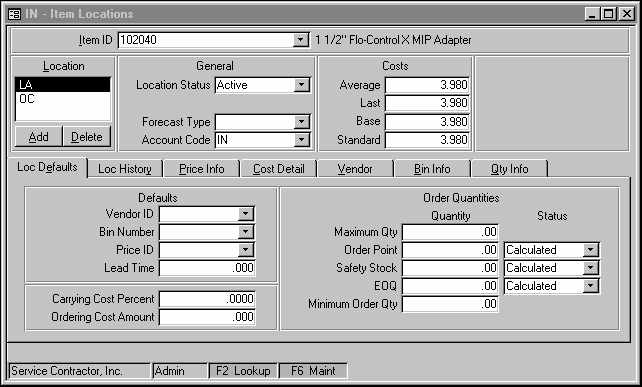 IN - Item Locations
Item ID 102040 1 1/2" Flo-Control X MIP Adapter
Location
LA
OC
Add Delete
General
Location Status Active
Forecast Type
Account Code IN
Costs
Average 3.980
Last 3.980
Base 3.980
Standard 3.980
Loc Defaults Loc History Price Info Cost Detail Vendor Bin Info Qty Info
Defaults
Vendor ID
Bin Number
Price ID
Lead Time .000
Carrying Cost Percent .0000
Ordering Cost Amount .000
Order Quantities
Quantity Status
Maximum Qty .00
Order Point .00 Calculated
Safety Stock .00 Calculated
EOQ .00 Calculated
Minimum Order Qty .00
Service Contractor, Inc. Admin F2 Lookup F6 Maint